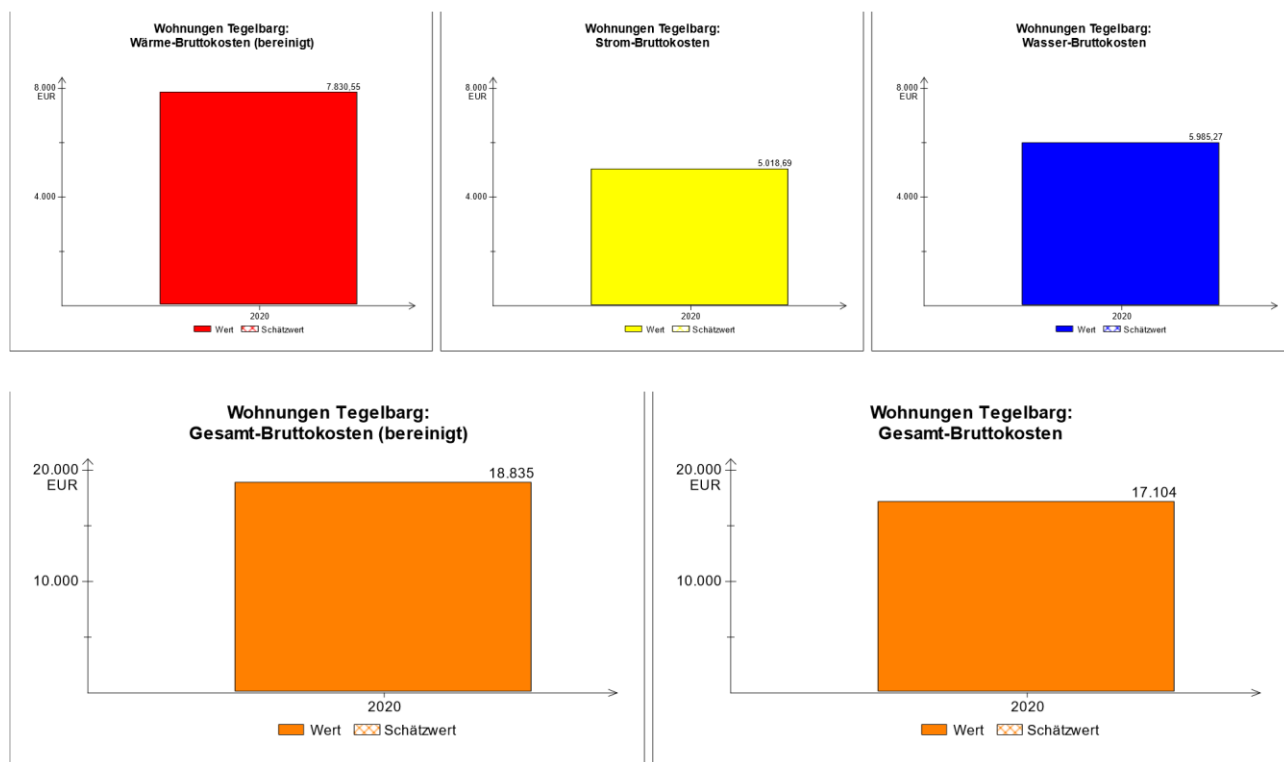 Wohnungen Tegelbarg:
Wärme-Bruttokosten (bereinigt)
8.000
EUR
7.830,55
4.000
2020
Wert Schätzwert
Wohnungen Tegelbarg:
Strom-Bruttokosten
8.000
EUR
5.018,69
4.000
2020
Wert Schätzwert
Wohnungen Tegelbarg:
Wasser-Bruttokosten
8.000
EUR
5.985,27
4.000
2020
Wert Schätzwert
Wohnungen Tegelbarg:
Gesamt-Bruttokosten (bereinigt)
20.000
EUR
18.835
10.000
2020
Wert Schätzwert
Wohnungen Tegelbarg:
Gesamt-Bruttokosten
20.000
EUR
17.104
10.000
2020
Wert Schätzwert